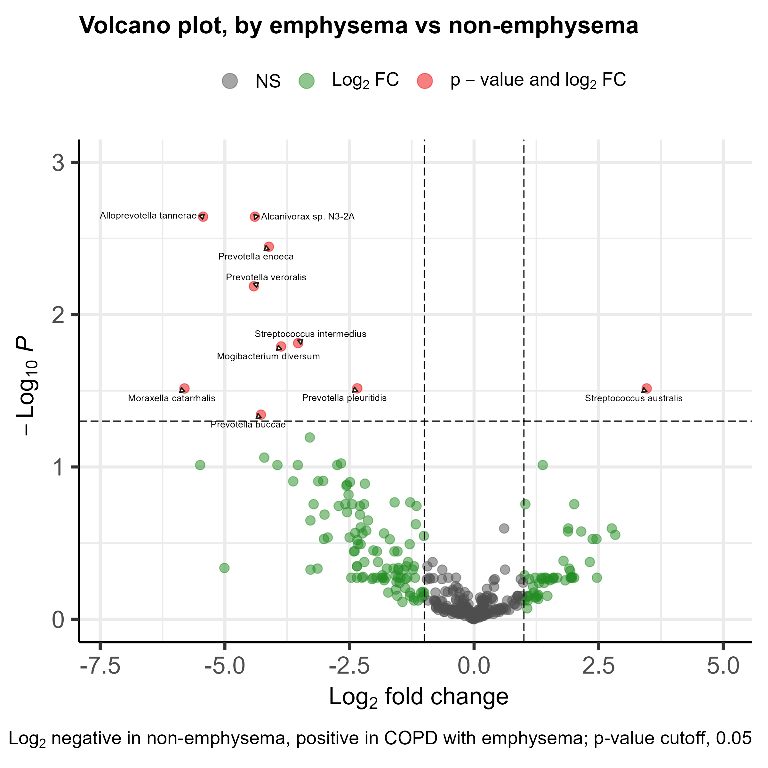 Volcano plot, by emphysema vs non-emphysema
NS Log₂ FC p – value and log₂ FC
3
Alloprevotella tannerae Alcanivorax sp. N3-2A
Prevotella enoeca
Prevotella veroralis
2
Streptococcus intermedius
Mogibacterium diversum
Moraxella catarrhalis Prevotella pleuritidis Streptococcus australis
Prevotella buccae
1
0
– Log₁₀ P
-7.5 -5.0 -2.5 0.0 2.5 5.0
Log₂ fold change
Log₂ negative in non-emphysema, positive in COPD with emphysema; p-value cutoff, 0.05